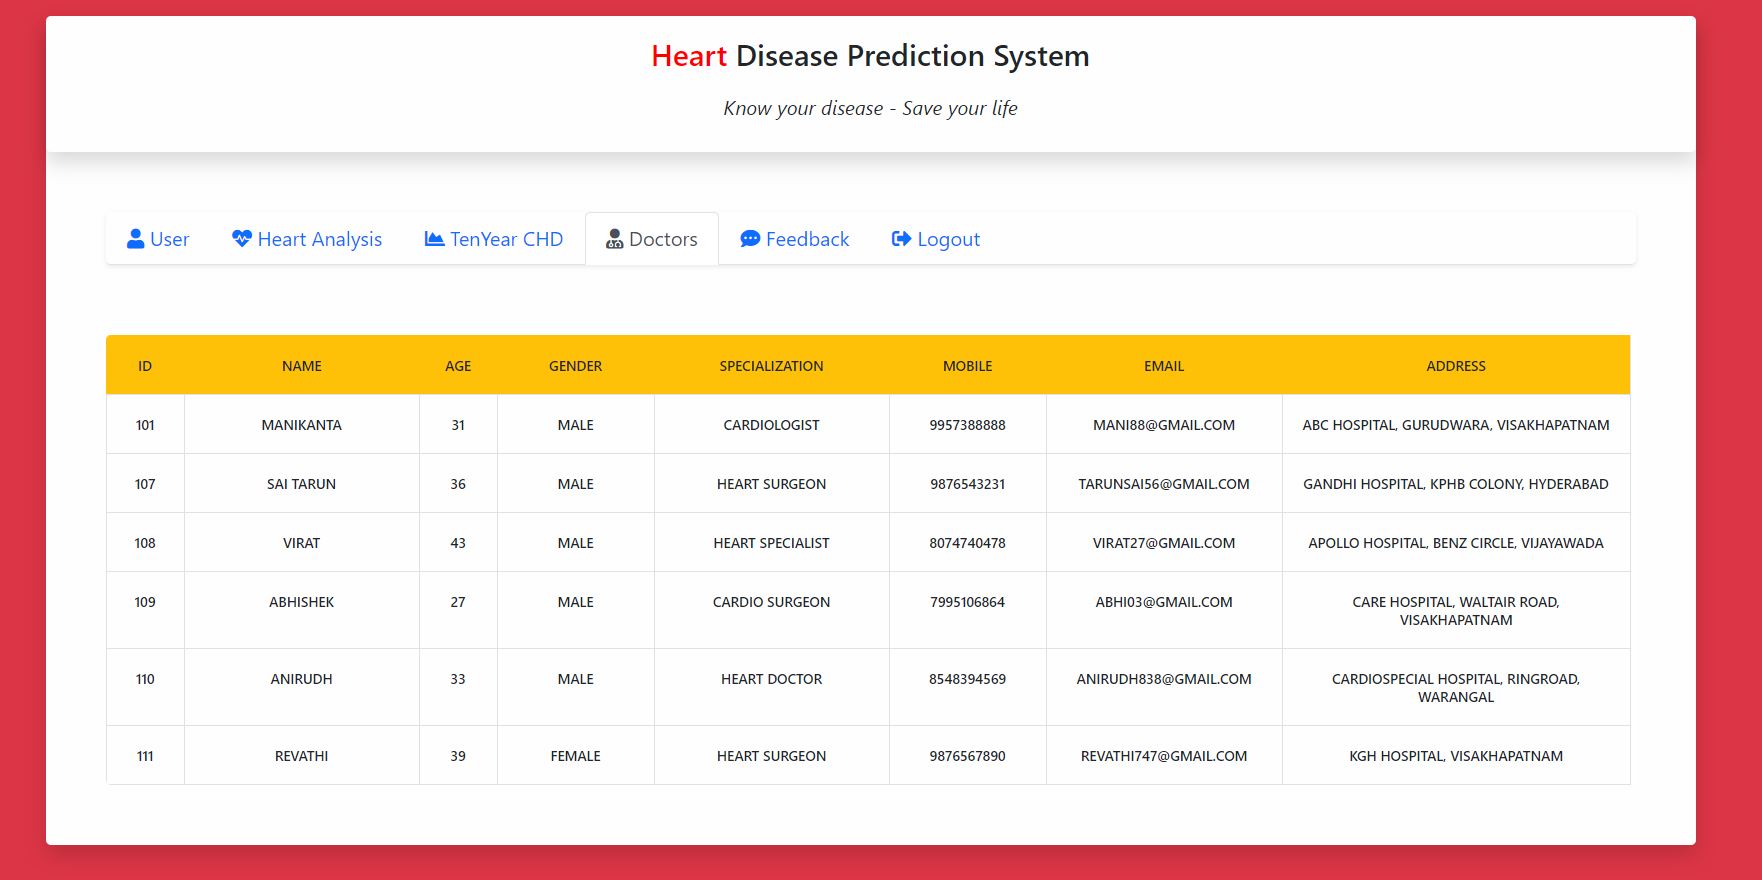 Heart Disease Prediction System
Know your disease - Save your life
User Heart Analysis TenYear CHD Doctors Feedback Logout
ID NAME AGE GENDER SPECIALIZATION MOBILE EMAIL ADDRESS
101 MANIKANTA 31 MALE CARDIOLOGIST 9957388888 MANI88@GMAIL.COM ABC HOSPITAL, GURUDWARA, VISAKHAPATNAM
107 SAI TARUN 36 MALE HEART SURGEON 9876543231 TARUNSAI56@GMAIL.COM GANDHI HOSPITAL, KPHB COLONY, HYDERABAD
108 VIRAT 43 MALE HEART SPECIALIST 8074740478 VIRAT27@GMAIL.COM APOLLO HOSPITAL, BENZ CIRCLE, VIJAYAWADA
109 ABHISHEK 27 MALE CARDIO SURGEON 7995106864 ABHI03@GMAIL.COM CARE HOSPITAL, WALTAIR ROAD,
VISAKHAPATNAM
110 ANIRUDH 33 MALE HEART DOCTOR 8548394569 ANIRUDH838@GMAIL.COM CARDIOSPECIAL HOSPITAL, RINGROAD,
WARANGAL
111 REVATHI 39 FEMALE HEART SURGEON 9876567890 REVATHI747@GMAIL.COM KGH HOSPITAL, VISAKHAPATNAM